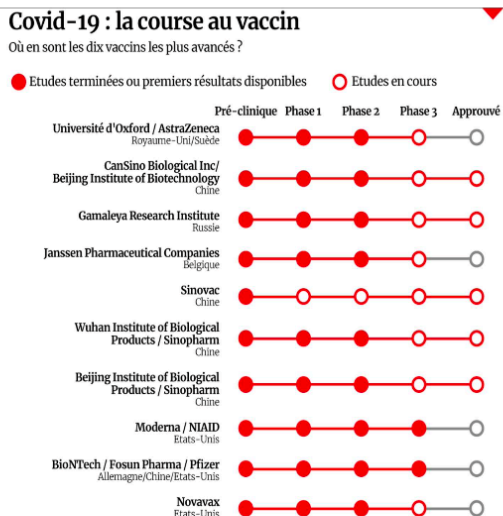 Covid-19 : la course au vaccin
Où en sont les dix vaccins les plus avancés ?
Etudes terminées ou premiers résultats disponibles
Etudes en cours
Pré-clinique Phase 1 Phase 2 Phase 3 Approuvé
Université d'Oxford / AstraZeneca
Royaume-Uni/Suède
CanSino Biological Inc/
Beijing Institute of Biotechnology
Chine
Gamaleya Research Institute
Russie
Janssen Pharmaceutical Companies
Belgique
Sinovac
Chine
Wuhan Institute of Biological
Products / Sinopharm
Chine
Beijing Institute of Biological
Products / Sinopharm
Chine
Moderna / NIAID
Etats-Unis
BioNTech / Fosun Pharma / Pfizer
Allemagne/Chine/Etats-Unis
Novavax
Etats-Unis